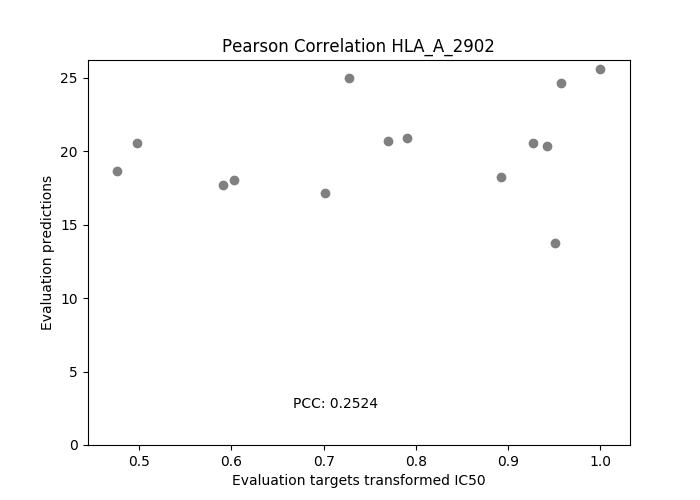 Pearson Correlation HLA_A_2902
25
20
15
10
5
0
Evaluation predictions
PCC: 0.2524
0.5 0.6 0.7 0.8 0.9 1.0
Evaluation targets transformed IC50